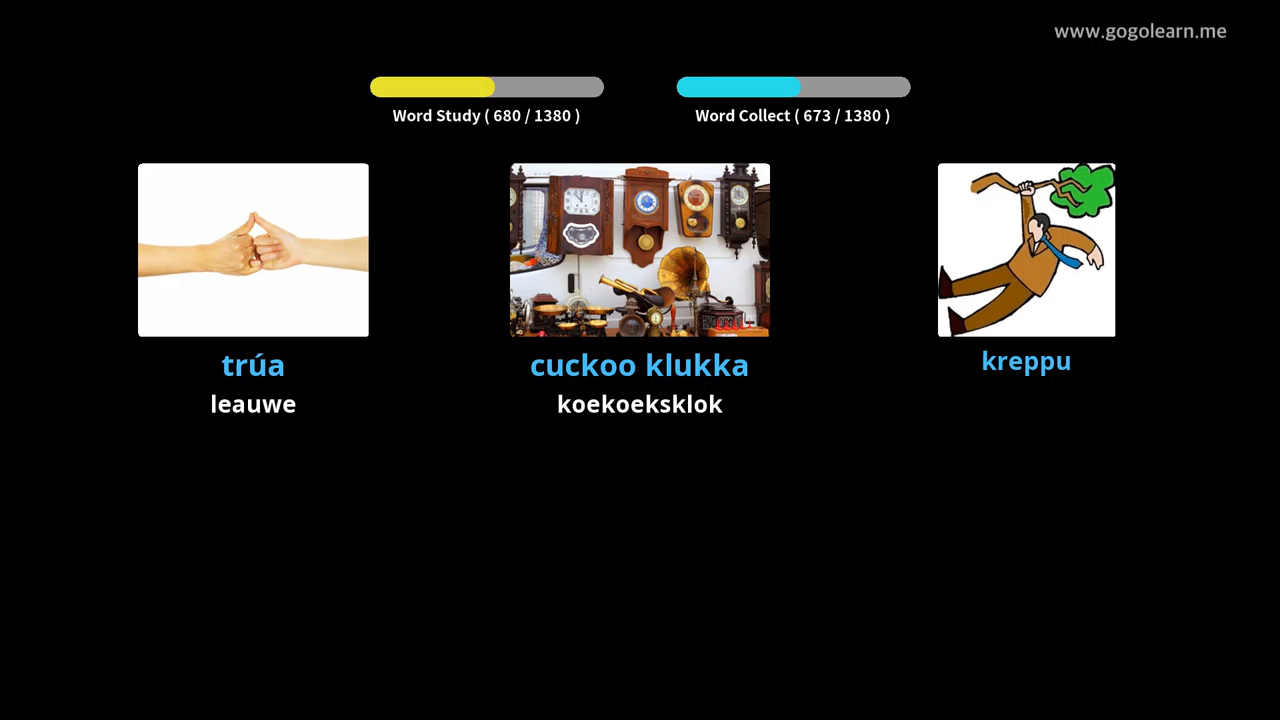 www.gogolearn.me
Word Study ( 680 / 1380 )
Word Collect ( 673 / 1380 )
trúa
leauwe
cuckoo klukka
koekoeksklok
kreppu